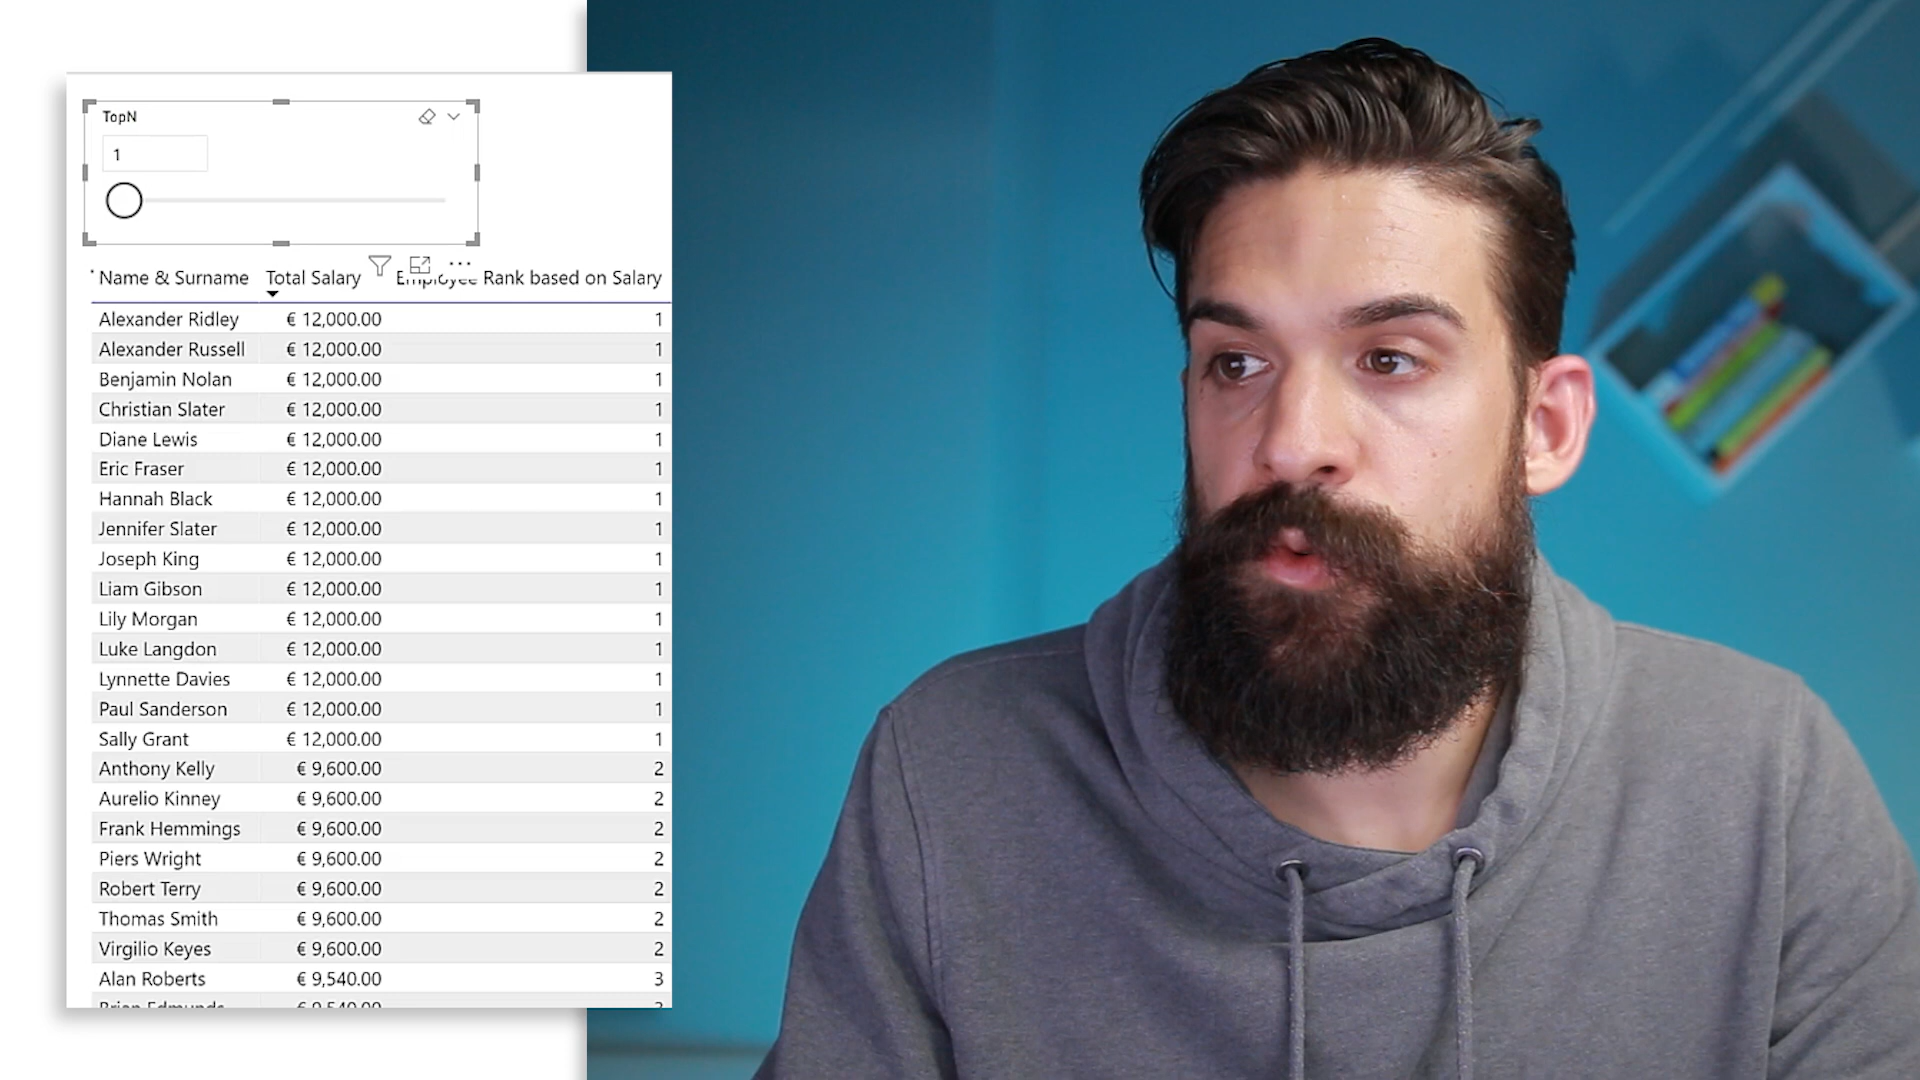 TopN
1
Name & Surname Total Salary Employee Rank based on Salary
Alexander Ridley € 12,000.00 1
Alexander Russell € 12,000.00 1
Benjamin Nolan € 12,000.00 1
Christian Slater € 12,000.00 1
Diane Lewis € 12,000.00 1
Eric Fraser € 12,000.00 1
Hannah Black € 12,000.00 1
Jennifer Slater € 12,000.00 1
Joseph King € 12,000.00 1
Liam Gibson € 12,000.00 1
Lily Morgan € 12,000.00 1
Luke Langdon € 12,000.00 1
Lynnette Davies € 12,000.00 1
Paul Sanderson € 12,000.00 1
Sally Grant € 12,000.00 1
Anthony Kelly € 9,600.00 2
Aurelio Kinney € 9,600.00 2
Frank Hemmings € 9,600.00 2
Piers Wright € 9,600.00 2
Robert Terry € 9,600.00 2
Thomas Smith € 9,600.00 2
Virgilio Keyes € 9,600.00 2
Alan Roberts € 9,540.00 3
Brian Edmunds € 9,540.00 3